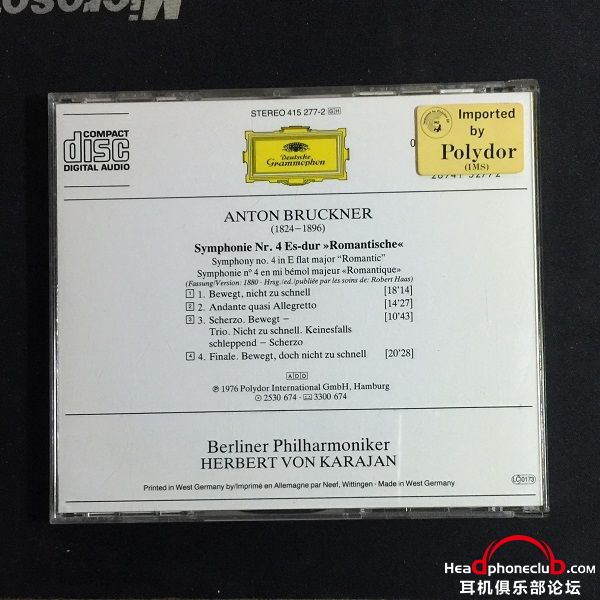 Microso
STEREO 415 277-2 GH
COMPACT
disc
DIGITAL AUDIO
Deutsche
Grammophon
Imported
by
Polydor
(IMS)
0
ANTON BRUCKNER
(1824–1896)
Symphonie Nr. 4 Es-dur »Romantische«
Symphony no. 4 in E flat major "Romantic"
Symphonie n° 4 en mi bémol majeur «Romantique»
(Fassung/Version: 1880 · Hrsg./ed./publiée par les soins de: Robert Haas)
1 1. Bewegt, nicht zu schnell [18'14]
2 2. Andante quasi Allegretto [14'27]
3 3. Scherzo. Bewegt – [10'43]
Trio. Nicht zu schnell. Keinesfalls
schleppend – Scherzo
4 4. Finale. Bewegt, doch nicht zu schnell [20'28]
ADD
℗ 1976 Polydor International GmbH, Hamburg
2530 674 · 3300 674
Berliner Philharmoniker
HERBERT VON KARAJAN
Printed in West Germany by/Imprimé en Allemagne par Neef, Wittingen · Made in West Germany
LC 0173
Headphoneclub.com
耳机俱乐部论坛